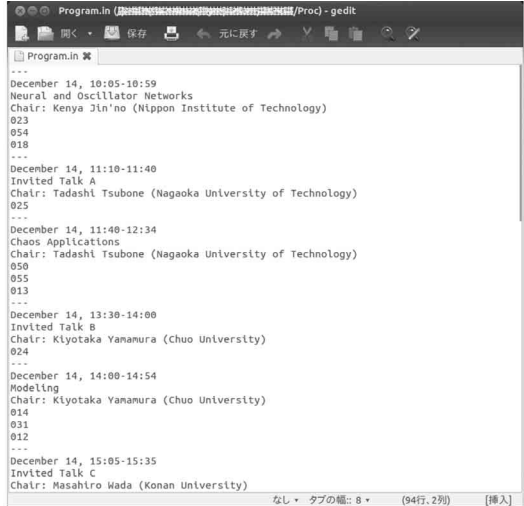 Program.in (/Proc) - gedit
開く 保存 元に戻す
Program.in
---
December 14, 10:05-10:59
Neural and Oscillator Networks
Chair: Kenya Jin'no (Nippon Institute of Technology)
023
054
018
---
December 14, 11:10-11:40
Invited Talk A
Chair: Tadashi Tsubone (Nagaoka University of Technology)
025
---
December 14, 11:40-12:34
Chaos Applications
Chair: Tadashi Tsubone (Nagaoka University of Technology)
050
055
013
---
December 14, 13:30-14:00
Invited Talk B
Chair: Kiyotaka Yamamura (Chuo University)
024
---
December 14, 14:00-14:54
Modeling
Chair: Kiyotaka Yamamura (Chuo University)
014
031
012
---
December 14, 15:05-15:35
Invited Talk C
Chair: Masahiro Wada (Konan University)
なし タブの幅: 8 (94行、2列) [挿入]